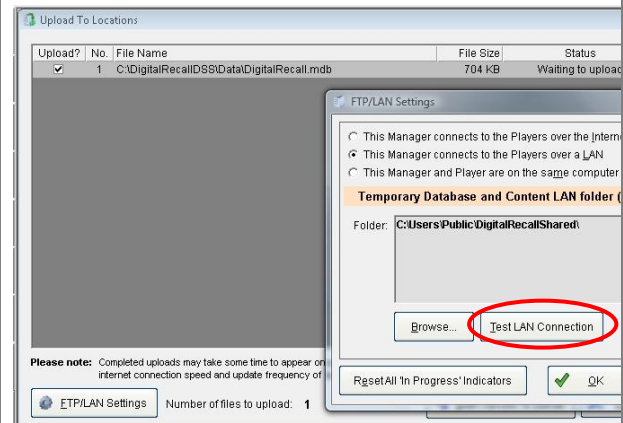 Upload To Locations
Upload? No. File Name File Size Status
1 C:\DigitalRecallDSS\Data\DigitalRecall.mdb 704 KB Waiting to upload
FTP/LAN Settings
This Manager connects to the Players over the Intern
This Manager connects to the Players over a LAN
This Manager and Player are on the same computer
Temporary Database and Content LAN folder (
Folder: C:\Users\Public\DigitalRecallShared\
Browse... Test LAN Connection
Please note: Completed uploads may take some time to appear on
internet connection speed and update frequency of
Reset All 'In Progress' Indicators OK
FTP/LAN Settings Number of files to upload: 1